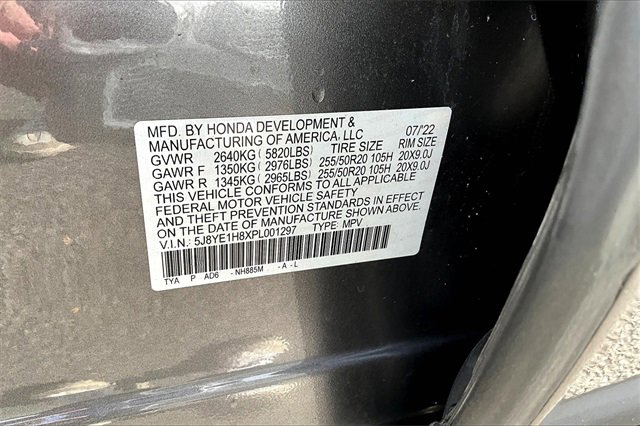 MFD. BY HONDA DEVELOPMENT & 07/'22
MANUFACTURING OF AMERICA, LLC
GVWR 2640KG( 5820LBS) TIRE SIZE RIM SIZE
GAWR F 1350KG( 2976LBS) 255/50R20 105H 20X9.0J
GAWR R 1345KG( 2965LBS) 255/50R20 105H 20X9.0J
THIS VEHICLE CONFORMS TO ALL APPLICABLE
FEDERAL MOTOR VEHICLE SAFETY
AND THEFT PREVENTION STANDARDS IN EFFECT
ON THE DATE OF MANUFACTURE SHOWN ABOVE.
V.I.N.: 5J8YE1H8XPL001297 TYPE: MPV
TYA P AD6 -NH885M -A-L